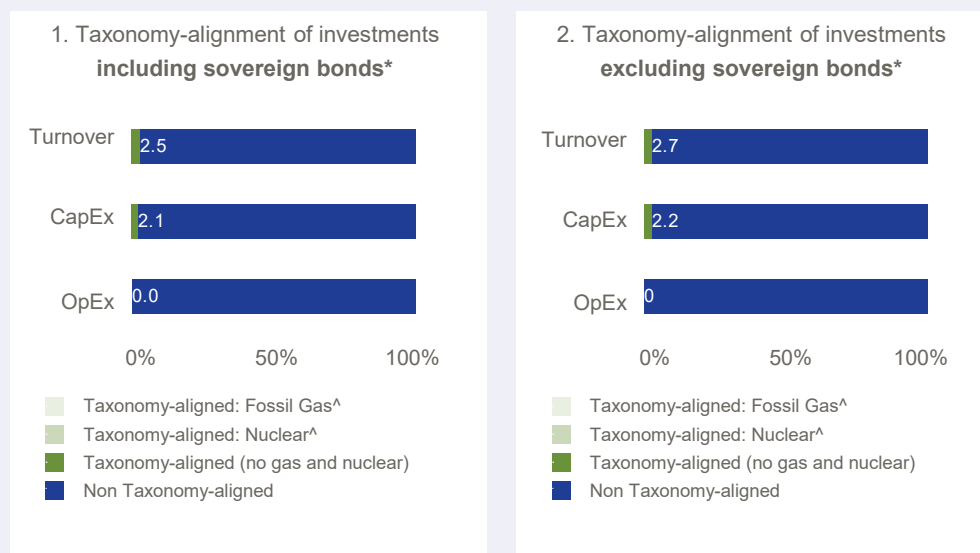 1. Taxonomy-alignment of investments
including sovereign bonds*
Turnover
2.5
CapEx
2.1
OpEx
0.0
0% 50% 100%
Taxonomy-aligned: Fossil Gas^
Taxonomy-aligned: Nuclear^
Taxonomy-aligned (no gas and nuclear)
Non Taxonomy-aligned
2. Taxonomy-alignment of investments
excluding sovereign bonds*
Turnover
2.7
CapEx
2.2
OpEx
0
0% 50% 100%
Taxonomy-aligned: Fossil Gas^
Taxonomy-aligned: Nuclear^
Taxonomy-aligned (no gas and nuclear)
Non Taxonomy-aligned